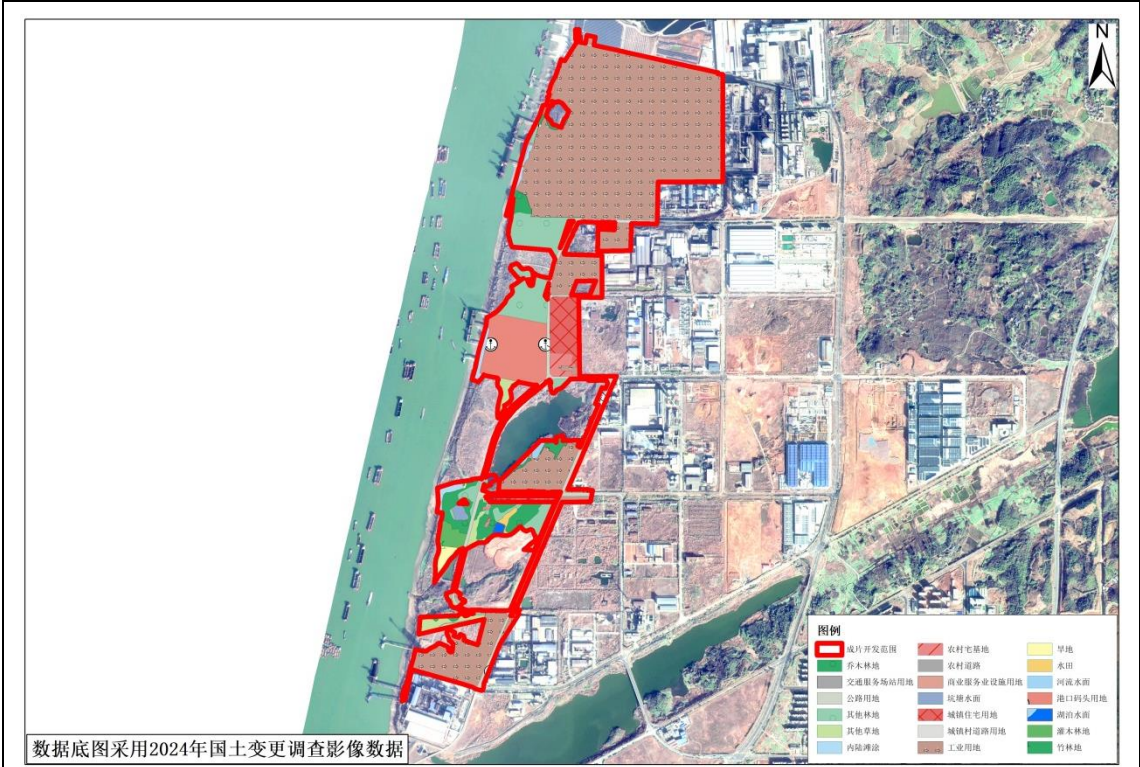 N
图例
成片开发范围
农村宅基地
旱地
乔木林地
农村道路
水田
交通服务场站用地
商业服务业设施用地
河流水面
公路用地
坑塘水面
港口码头用地
其他林地
城镇住宅用地
湖泊水面
其他草地
城镇村道路用地
灌木林地
内陆滩涂
工业用地
竹林地
数据底图采用2024年国土变更调查影像数据